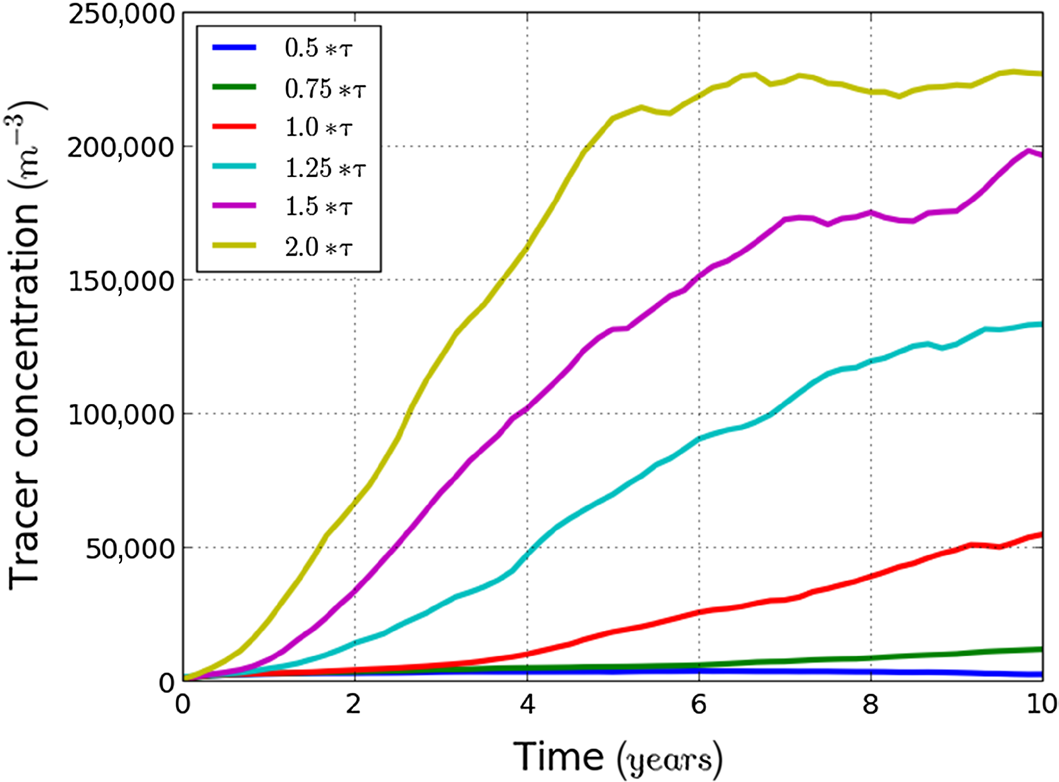 250,000
200,000
150,000
100,000
50,000
0
0.5 *τ
0.75 *τ
1.0 *τ
1.25 *τ
1.5 *τ
2.0 *τ
Tracer concentration (m⁻³)
0 2 4 6 8 10
Time (years)